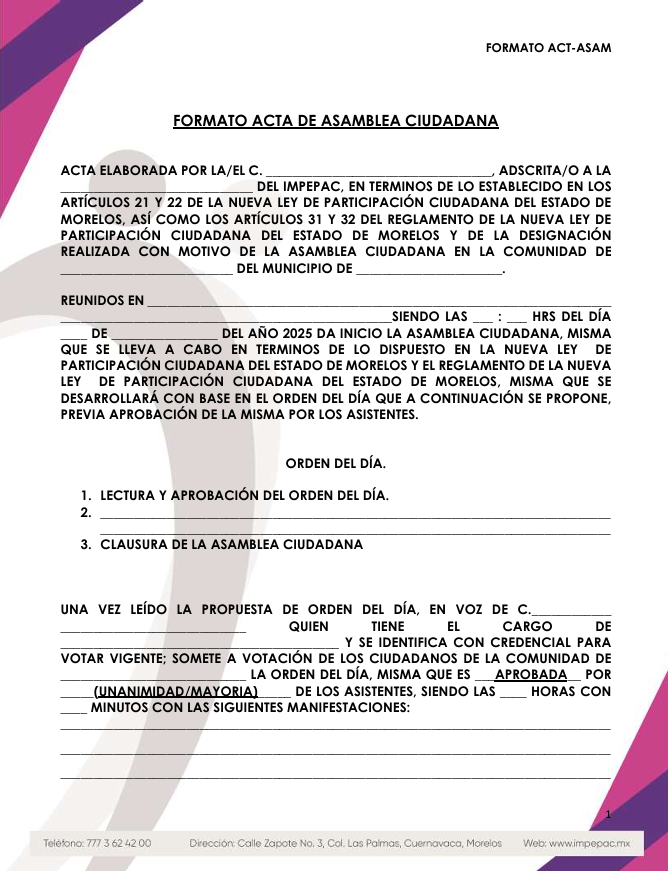 FORMATO ACT-ASAM
FORMATO ACTA DE ASAMBLEA CIUDADANA
ACTA ELABORADA POR LA/EL C. ________________________________, ADSCRITA/O A LA
___________________________ DEL IMPEPAC, EN TERMINOS DE LO ESTABLECIDO EN LOS
ARTÍCULOS 21 Y 22 DE LA NUEVA LEY DE PARTICIPACIÓN CIUDADANA DEL ESTADO DE
MORELOS, ASÍ COMO LOS ARTÍCULOS 31 Y 32 DEL REGLAMENTO DE LA NUEVA LEY DE
PARTICIPACIÓN CIUDADANA DEL ESTADO DE MORELOS Y DE LA DESIGNACIÓN
REALIZADA CON MOTIVO DE LA ASAMBLEA CIUDADANA EN LA COMUNIDAD DE
________________________ DEL MUNICIPIO DE _____________________.
REUNIDOS EN __________________________________________________________________
_______________________________________________SIENDO LAS ___ : ___ HRS DEL DÍA
____ DE________________ DEL AÑO 2025 DA INICIO LA ASAMBLEA CIUDADANA, MISMA
QUE SE LLEVA A CABO EN TERMINOS DE LO DISPUESTO EN LA NUEVA LEY DE
PARTICIPACIÓN CIUDADANA DEL ESTADO DE MORELOS Y EL REGLAMENTO DE LA NUEVA
LEY DE PARTICIPACIÓN CIUDADANA DEL ESTADO DE MORELOS, MISMA QUE SE
DESARROLLARÁ CON BASE EN EL ORDEN DEL DÍA QUE A CONTINUACIÓN SE PROPONE,
PREVIA APROBACIÓN DE LA MISMA POR LOS ASISTENTES.
ORDEN DEL DÍA.
1. LECTURA Y APROBACIÓN DEL ORDEN DEL DÍA.
2. _________________________________________________________________________
_________________________________________________________________________
3. CLAUSURA DE LA ASAMBLEA CIUDADANA
UNA VEZ LEÍDO LA PROPUESTA DE ORDEN DEL DÍA, EN VOZ DE C.___________
__________________________ QUIEN TIENE EL CARGO DE
_______________________________________ Y SE IDENTIFICA CON CREDENCIAL PARA
VOTAR VIGENTE; SOMETE A VOTACIÓN DE LOS CIUDADANOS DE LA COMUNIDAD DE
__________________________ LA ORDEN DEL DÍA, MISMA QUE ES ___APROBADA__ POR
_____(UNANIMIDAD/MAYORIA)_____ DE LOS ASISTENTES, SIENDO LAS ____ HORAS CON
____ MINUTOS CON LAS SIGUIENTES MANIFESTACIONES:
_______________________________________________________________________________
_______________________________________________________________________________
_______________________________________________________________________________
1
Teléfono: 777 3 62 42 00 Dirección: Calle Zapote No. 3, Col. Las Palmas, Cuernavaca, Morelos Web: www.impepac.mx